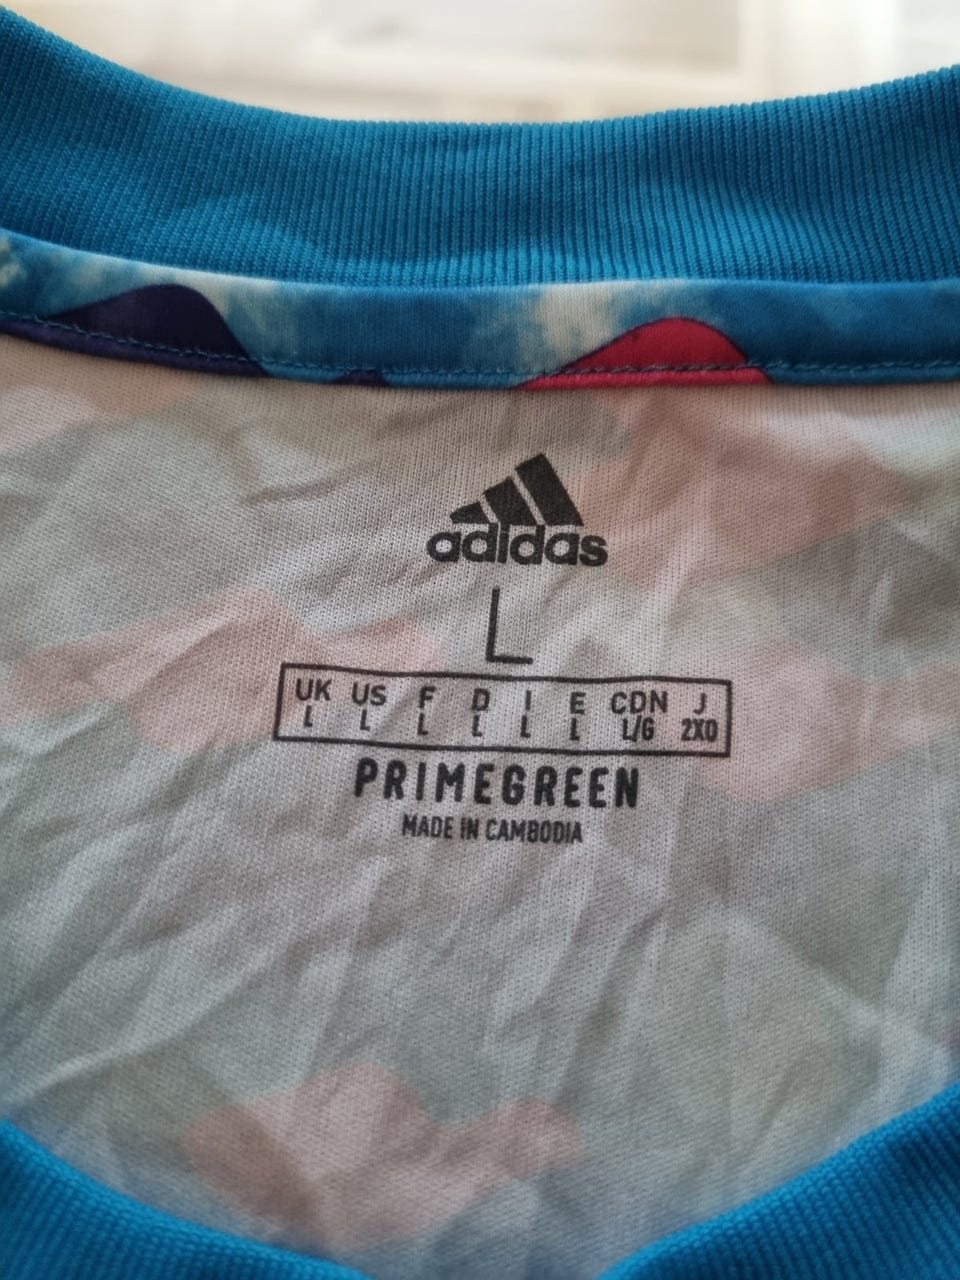 adidas
L
UK US F D I E CDN J
L L L L L L L/G 2XO
PRIMEGREEN
MADE IN CAMBODIA